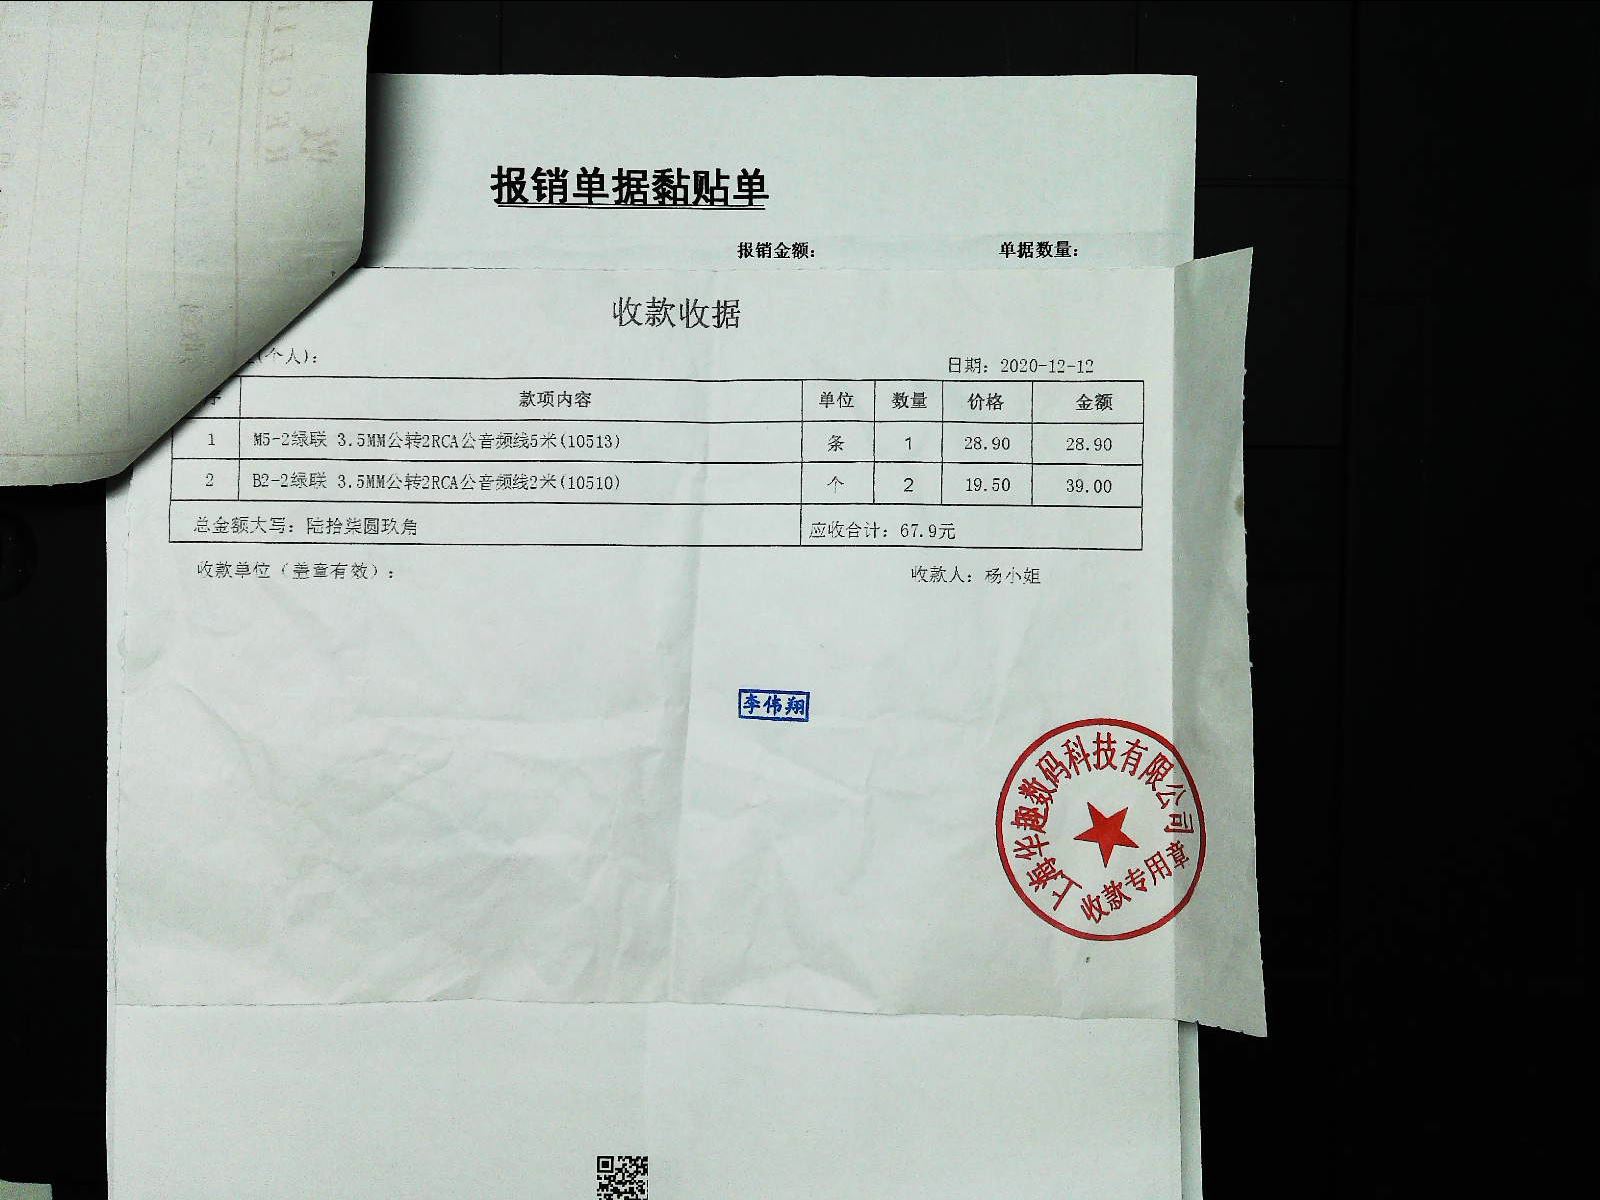 报销单据黏贴单
报销金额： 单据数量：
收款收据
(个人)： 日期：2020-12-12
序 款项内容 单位 数量 价格 金额
1 M5-2绿联 3.5MM公转2RCA公音频线5米(10513) 条 1 28.90 28.90
2 B2-2绿联 3.5MM公转2RCA公音频线2米(10510) 个 2 19.50 39.00
总金额大写：陆拾柒圆玖角 应收合计：67.9元
收款单位（盖章有效）： 收款人：杨小姐
李伟翔
上海华趣数码科技有限公司
收款专用章